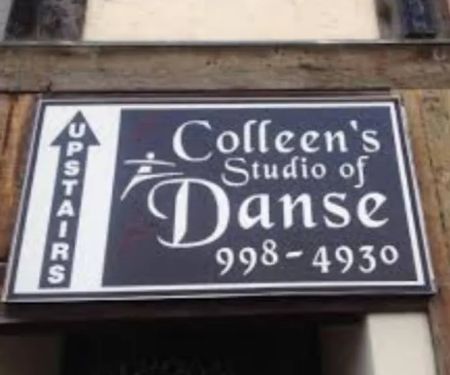 UPSTAIRS
Colleen's
Studio of
Danse
998-4930